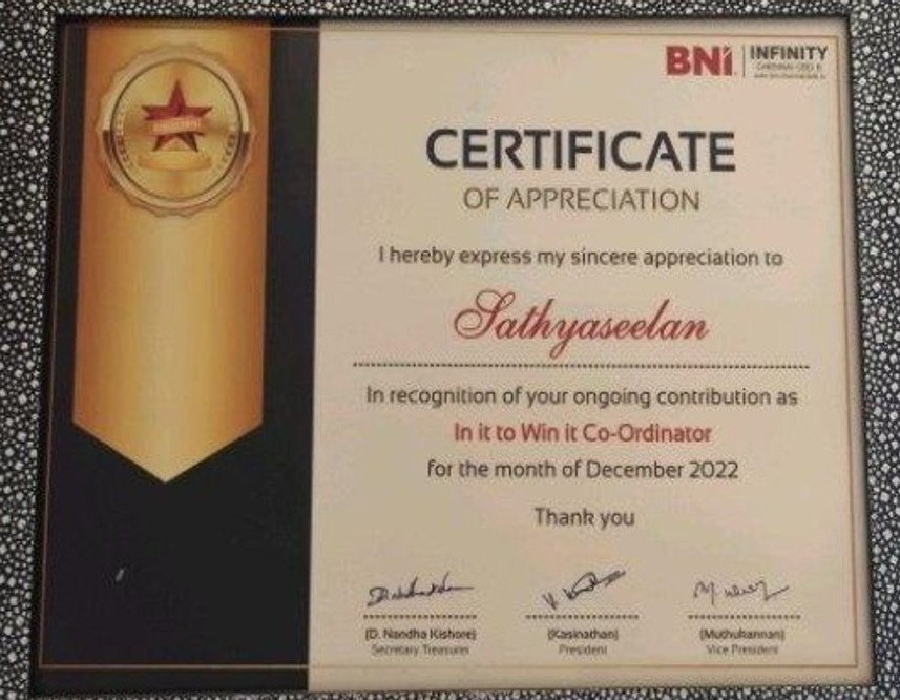 BNI INFINITY
CERTIFICATE
OF APPRECIATION
I hereby express my sincere appreciation to
Sathyaseelan
In recognition of your ongoing contribution as
In it to Win it Co-Ordinator
for the month of December 2022
Thank you
(D. Nandha Kishore) (Kasinathan) (Muthukannan)
Secretary Treasurer President Vice President